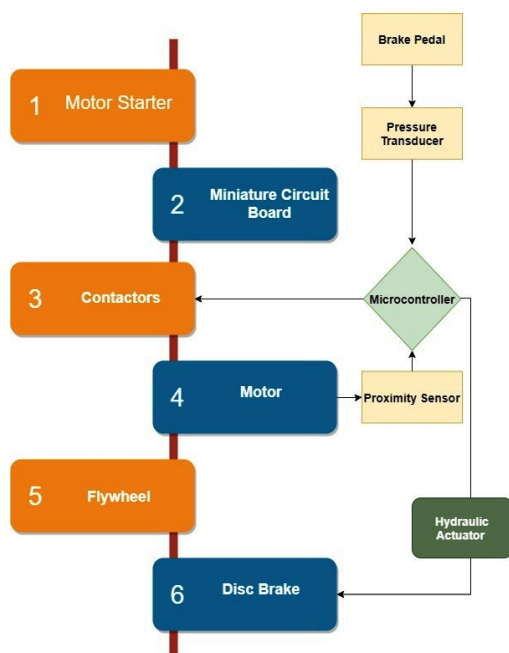 Brake Pedal
1 Motor Starter
Pressure
Transducer
2 Miniature Circuit
Board
3 Contactors
Microcontroller
4 Motor
Proximity Sensor
5 Flywheel
Hydraulic
Actuator
6 Disc Brake